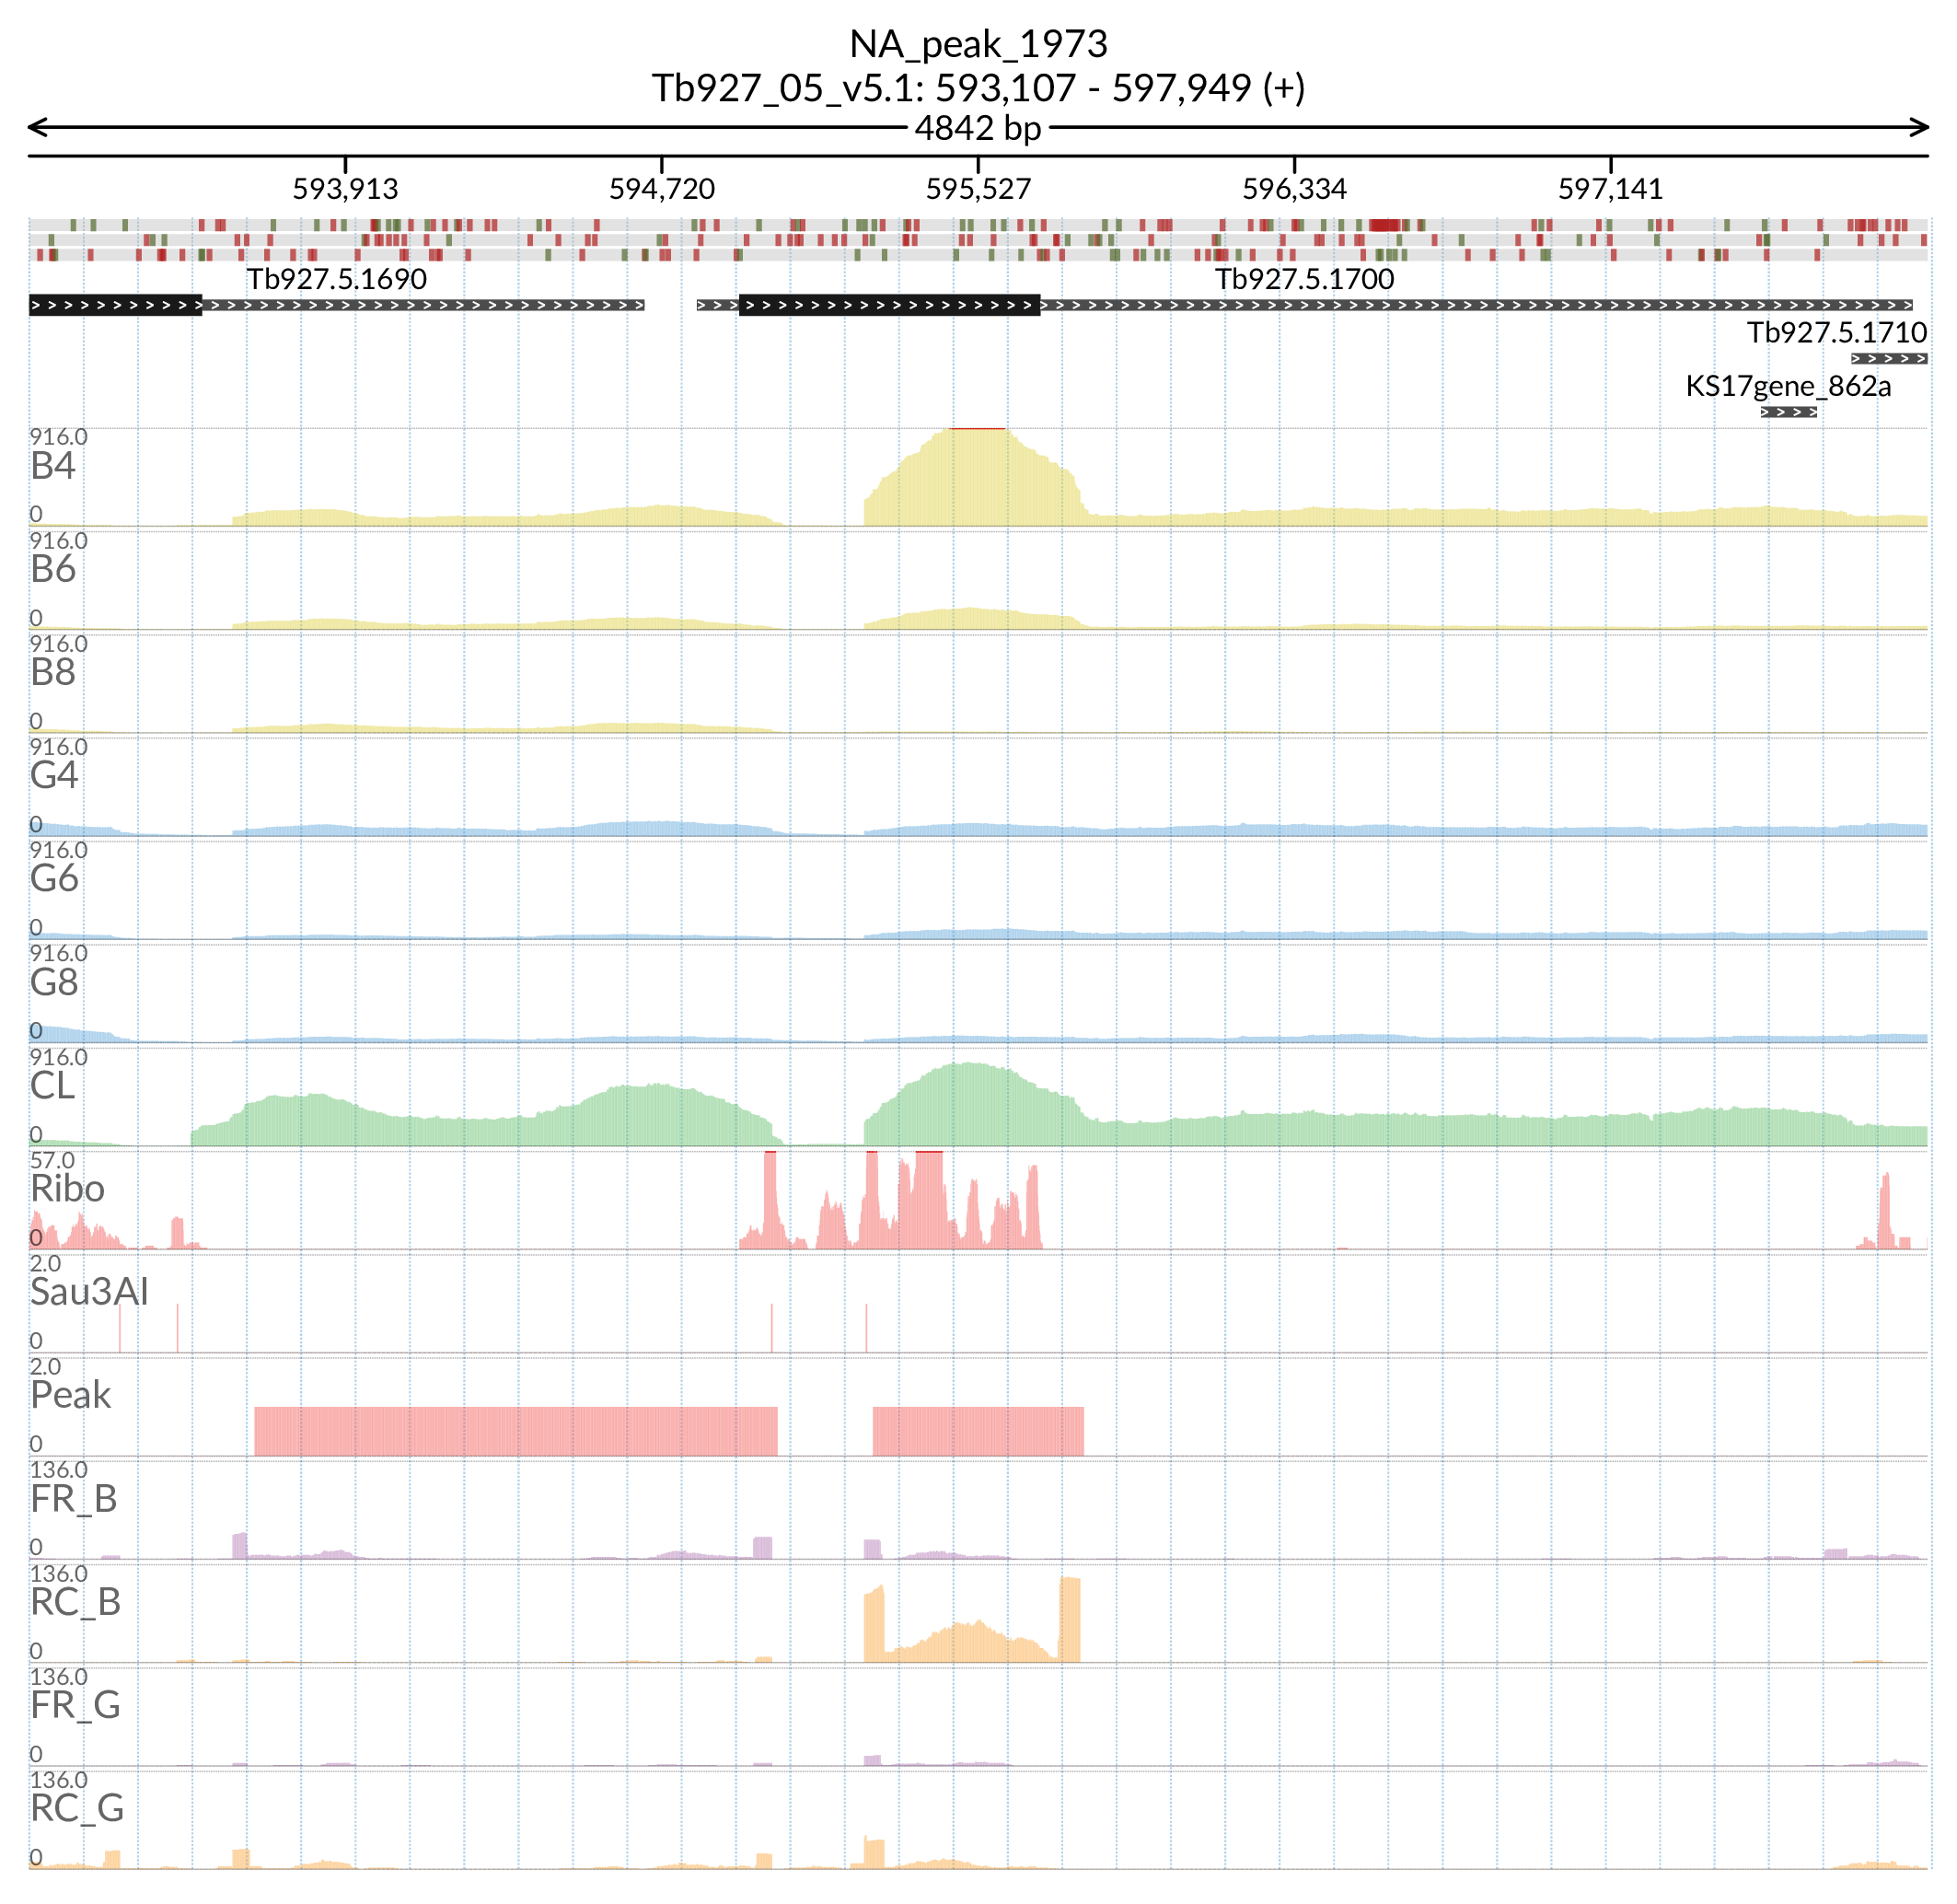 NA_peak_1973
Tb927_05_v5.1: 593,107 - 597,949 (+)
4842 bp
593,913 594,720 595,527 596,334 597,141
Tb927.5.1690 Tb927.5.1700
Tb927.5.1710
KS17gene_862a
916.0
B4
0
916.0
B6
0
916.0
B8
0
916.0
G4
0
916.0
G6
0
916.0
G8
0
916.0
CL
0
57.0
Ribo
0
2.0
Sau3AI
0
2.0
Peak
0
136.0
FR_B
0
136.0
RC_B
0
136.0
FR_G
0
136.0
RC_G
0